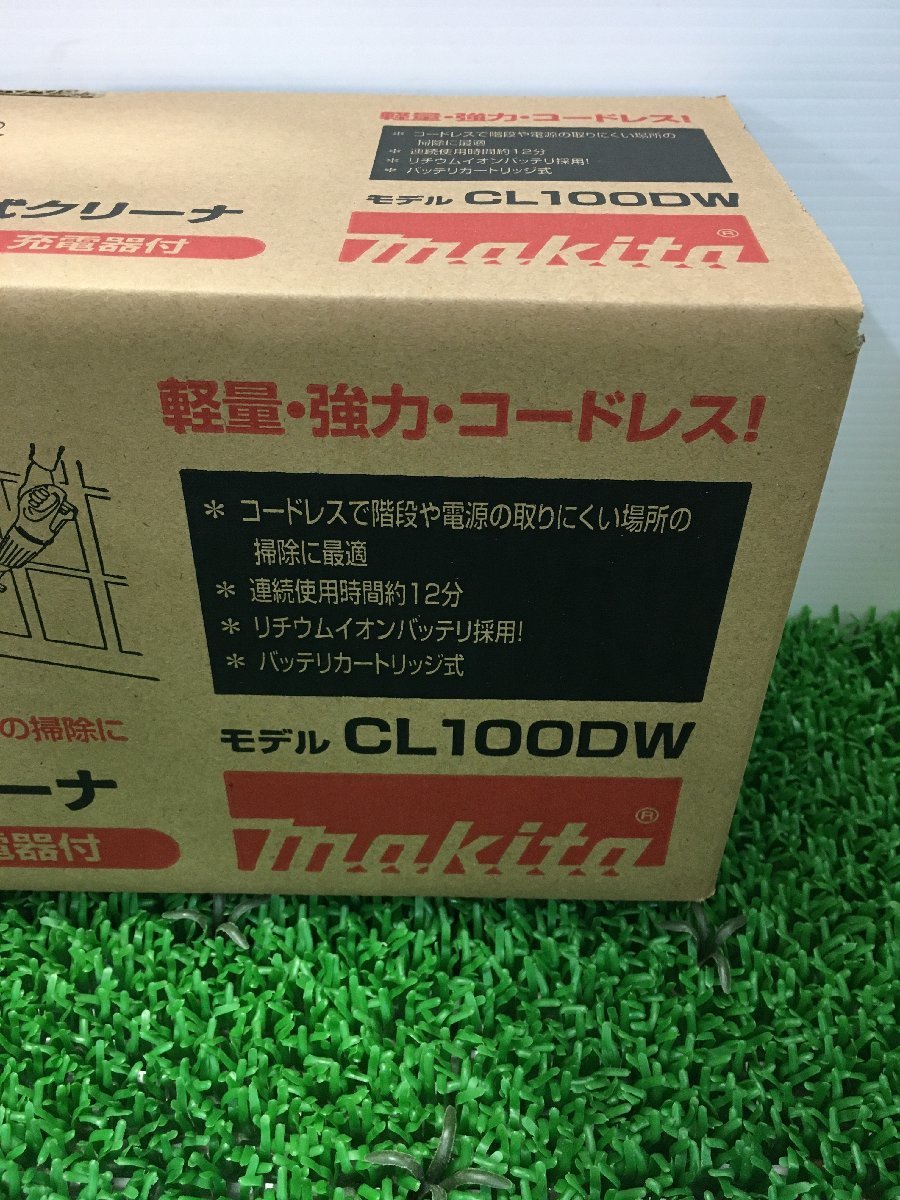 軽量・強力・コードレス!
* コードレスで階段や電源の取りにくい場所の
掃除に最適
* 連続使用時間約12分
* リチウムイオンバッテリ採用!
* バッテリカートリッジ式
モデル CL100DW
makita®
式クリーナ
充電器付
軽量・強力・コードレス!
* コードレスで階段や電源の取りにくい場所の
掃除に最適
* 連続使用時間約12分
* リチウムイオンバッテリ採用!
* バッテリカートリッジ式
モデル CL100DW
makita®
の掃除に
ーナ
電器付